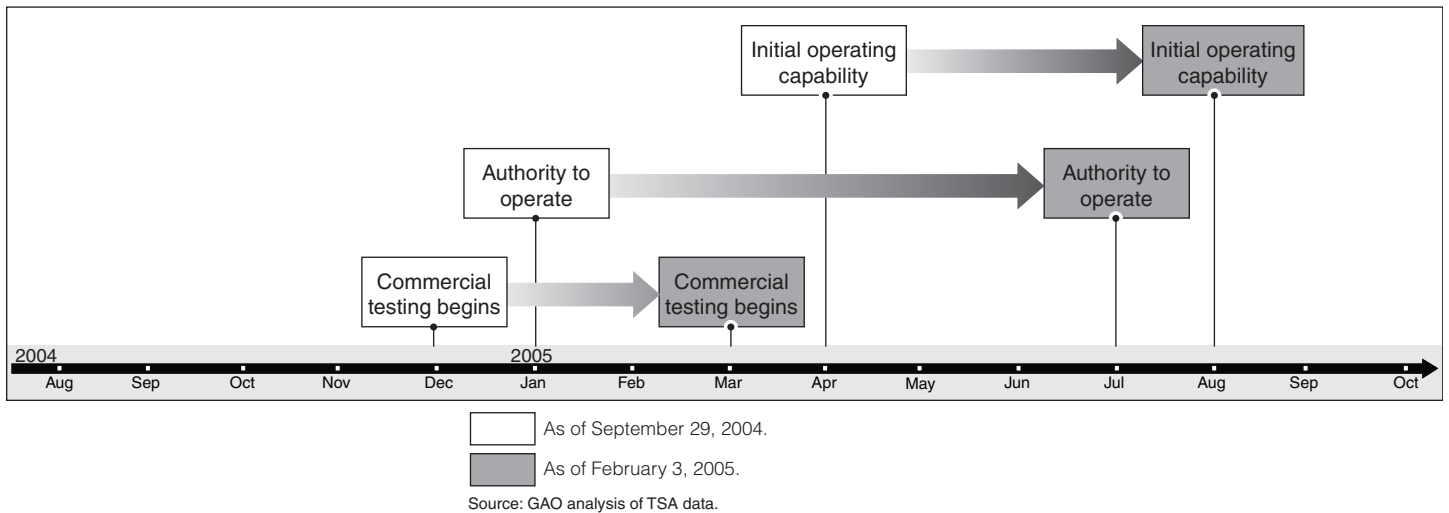 Initial operating
capability
Initial operating
capability
Authority to
operate
Authority to
operate
Commercial
testing begins
Commercial
testing begins
2004
2005
Aug
Sep
Oct
Nov
Dec
Jan
Feb
Mar
Apr
May
Jun
Jul
Aug
Sep
Oct
As of September 29, 2004.
As of February 3, 2005.
Source: GAO analysis of TSA data.